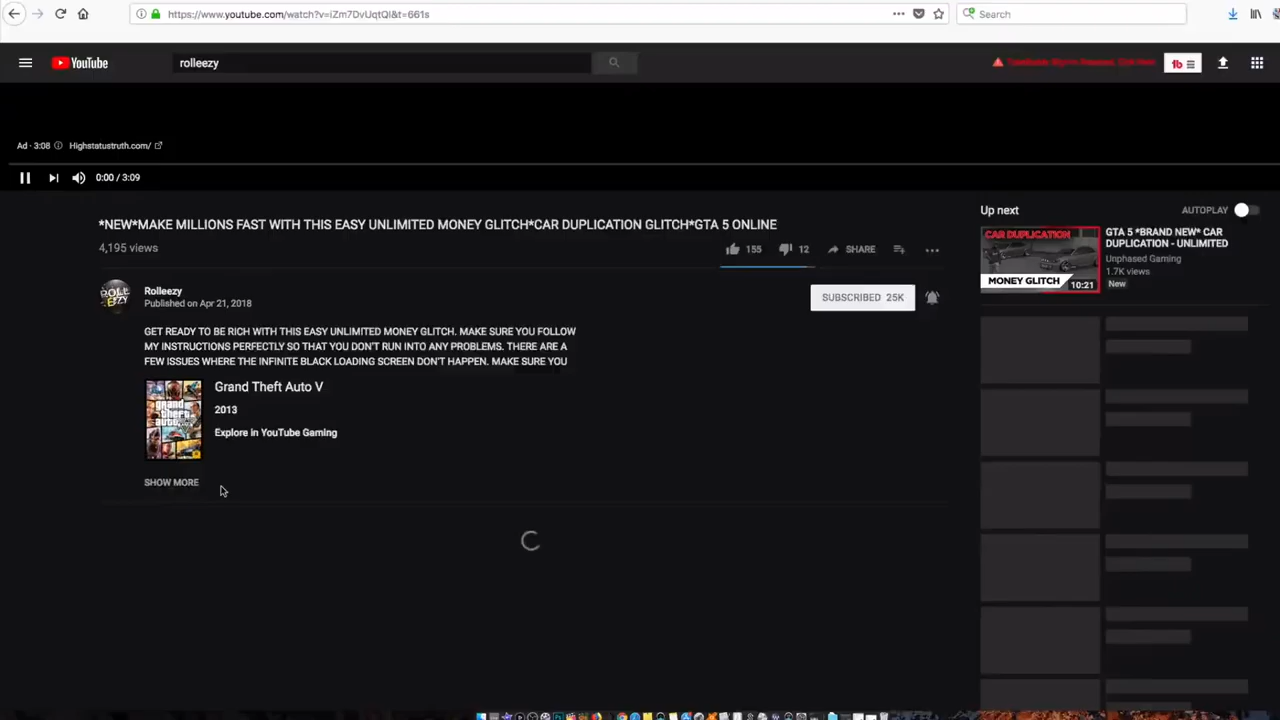 https://www.youtube.com/watch?v=iZm7DvUqtQI&t=661s
Search
YouTube
rolleezy
Ad · 3:08
Highstatustruth.com/
0:00 / 3:09
*NEW*MAKE MILLIONS FAST WITH THIS EASY UNLIMITED MONEY GLITCH*CAR DUPLICATION GLITCH*GTA 5 ONLINE
4,195 views
155
12
SHARE
Rolleezy
Published on Apr 21, 2018
SUBSCRIBED 25K
GET READY TO BE RICH WITH THIS EASY UNLIMITED MONEY GLITCH. MAKE SURE YOU FOLLOW
MY INSTRUCTIONS PERFECTLY SO THAT YOU DON'T RUN INTO ANY PROBLEMS. THERE ARE A
FEW ISSUES WHERE THE INFINITE BLACK LOADING SCREEN DON'T HAPPEN. MAKE SURE YOU
grand
theft
auto
Grand Theft Auto V
2013
Explore in YouTube Gaming
SHOW MORE
Up next
AUTOPLAY
CAR DUPLICATION
MONEY GLITCH
10:21
GTA 5 *BRAND NEW* CAR
DUPLICATION - UNLIMITED
Unphased Gaming
1.7K views
New